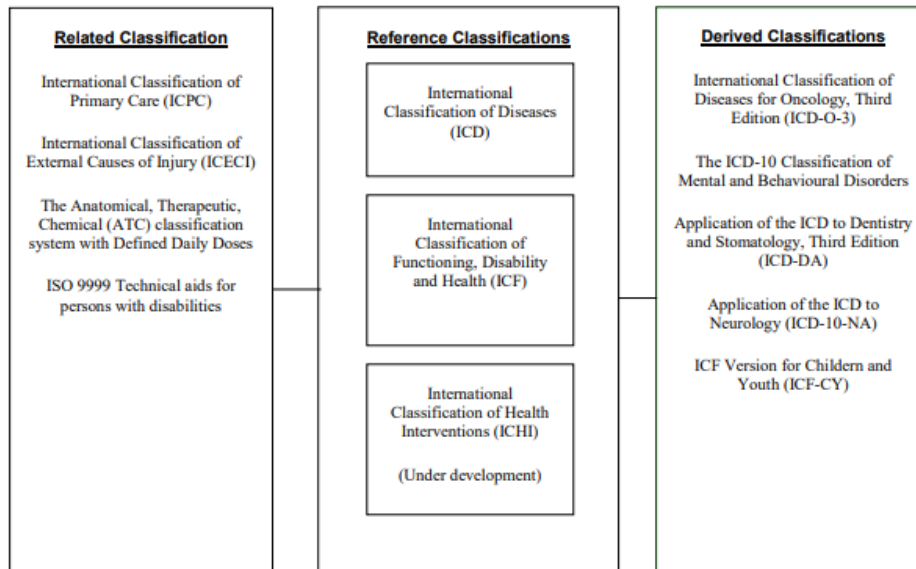 Related Classification
International Classification of
Primary Care (ICPC)
International Classification of
External Causes of Injury (ICECI)
The Anatomical, Therapeutic,
Chemical (ATC) classification
system with Defined Daily Doses
ISO 9999 Technical aids for
persons with disabilities
Reference Classifications
International
Classification of Diseases
(ICD)
International
Classification of
Functioning, Disability
and Health (ICF)
International
Classification of Health
Interventions (ICHI)
(Under development)
Derived Classifications
International Classification of
Diseases for Oncology, Third
Edition (ICD-O-3)
The ICD-10 Classification of
Mental and Behavioural Disorders
Application of the ICD to Dentistry
and Stomatology, Third Edition
(ICD-DA)
Application of the ICD to
Neurology (ICD-10-NA)
ICF Version for Childern and
Youth (ICF-CY)